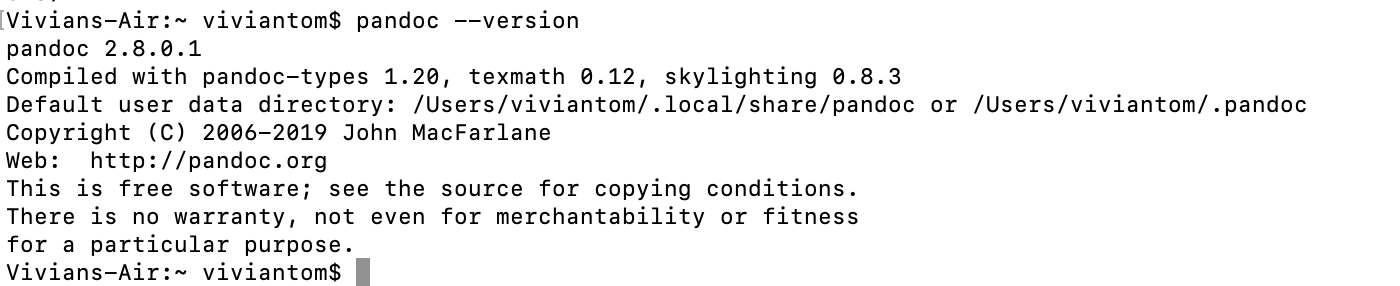 Vivians-Air:~ viviantom$ pandoc --version
pandoc 2.8.0.1
Compiled with pandoc-types 1.20, texmath 0.12, skylighting 0.8.3
Default user data directory: /Users/viviantom/.local/share/pandoc or /Users/viviantom/.pandoc
Copyright (C) 2006-2019 John MacFarlane
Web:  http://pandoc.org
This is free software; see the source for copying conditions.
There is no warranty, not even for merchantability or fitness
for a particular purpose.
Vivians-Air:~ viviantom$